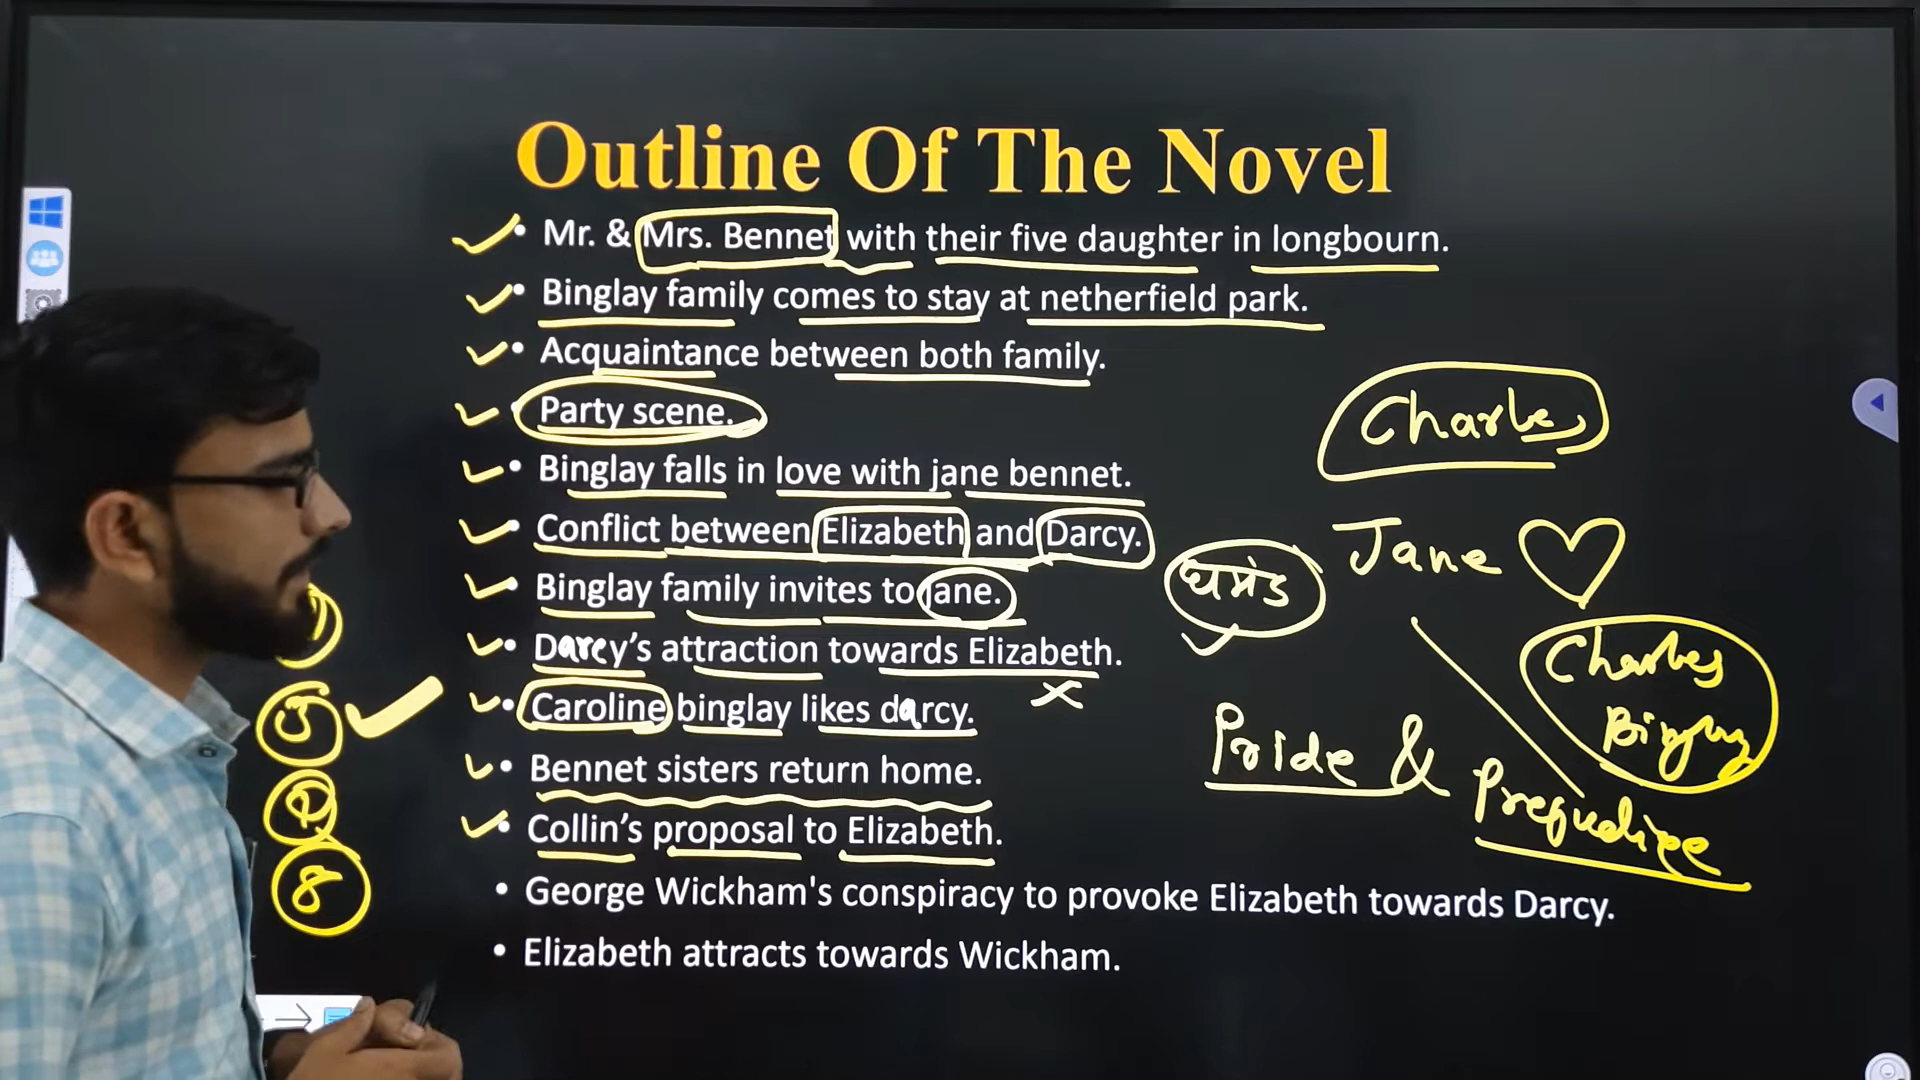 Outline Of The Novel
• Mr. & Mrs. Bennet with their five daughter in longbourn.
• Binglay family comes to stay at netherfield park.
• Acquaintance between both family.
• Party scene.
• Binglay falls in love with jane bennet.
• Conflict between Elizabeth and Darcy.
• Binglay family invites to jane.
• Darcy's attraction towards Elizabeth.
• Caroline binglay likes darcy.
• Bennet sisters return home.
• Collin's proposal to Elizabeth.
• George Wickham's conspiracy to provoke Elizabeth towards Darcy.
• Elizabeth attracts towards Wickham.
Charles
Jane
घमंड
Charles
Binglay
Pride & Prequdice
8